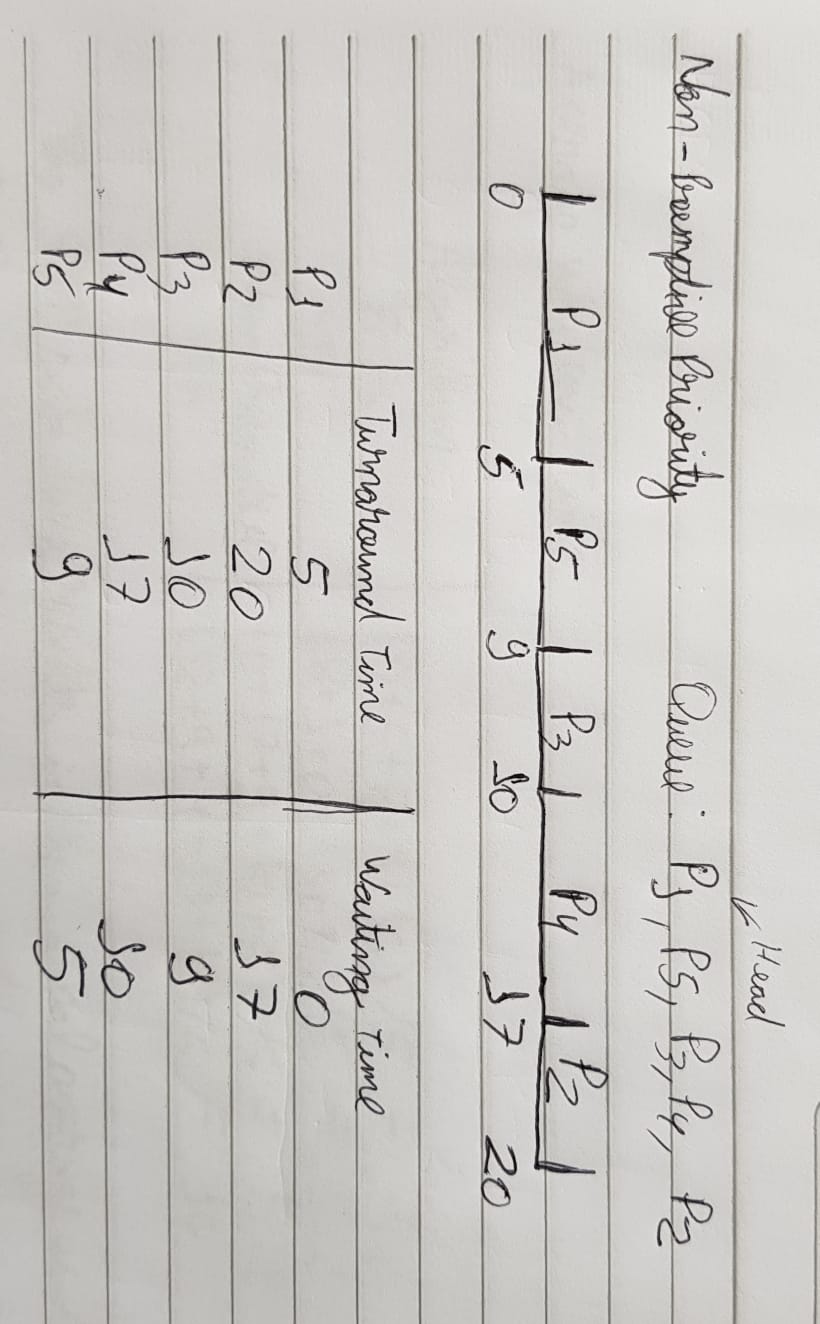 Head
Non-Preemptive Priority Queue: P1, P5, P3, P4, P2
P1 P5 P3 P4 P2
0 5 9 10 17 20
Turnaround Time Waiting Time
P1 5 0
P2 20 17
P3 10 9
P4 17 10
P5 9 5